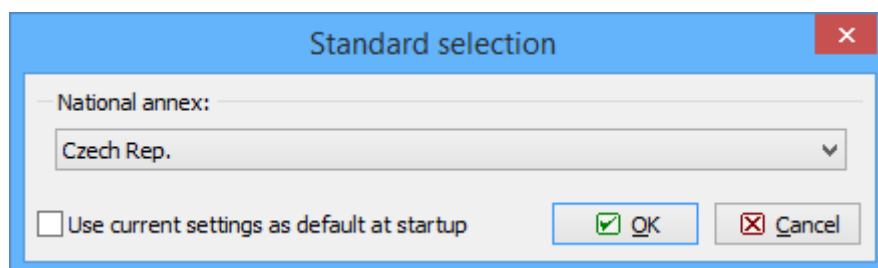 Standard selection
National annex:
Czech Rep.
Use current settings as default at startup
OK
Cancel